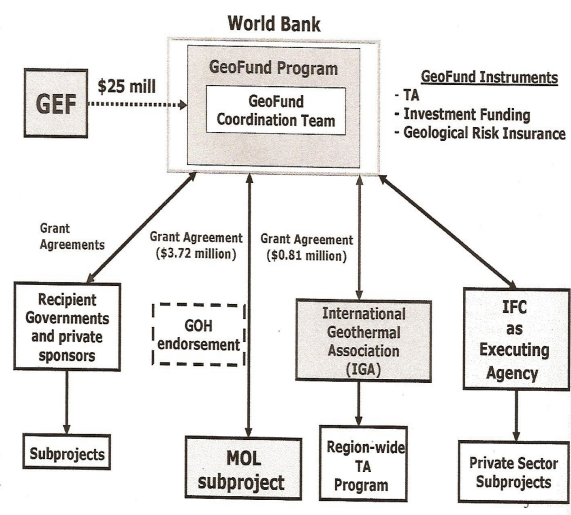 World Bank
GeoFund Program
GeoFund
Coordination Team
GEF
$25 mill
GeoFund Instruments
- TA
- Investment Funding
- Geological Risk Insurance
Grant
Agreements
Grant Agreement
($3.72 million)
Grant Agreement
($0.81 million)
Recipient
Governments
and private
sponsors
GOH
endorsement
International
Geothermal
Association
(IGA)
IFC
as
Executing
Agency
Subprojects
MOL
subproject
Region-wide
TA
Program
Private Sector
Subprojects